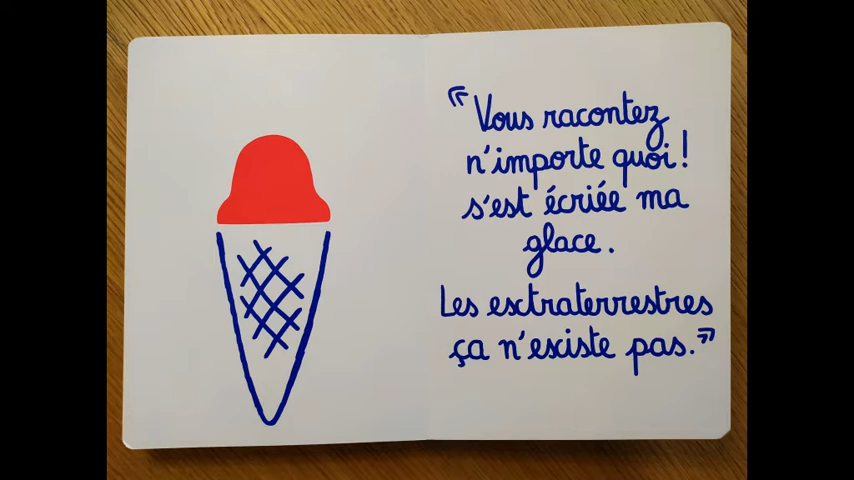 « Vous racontez
n'importe quoi !
s'est écriée ma
glace.
Les extraterrestres
ça n'existe pas. »